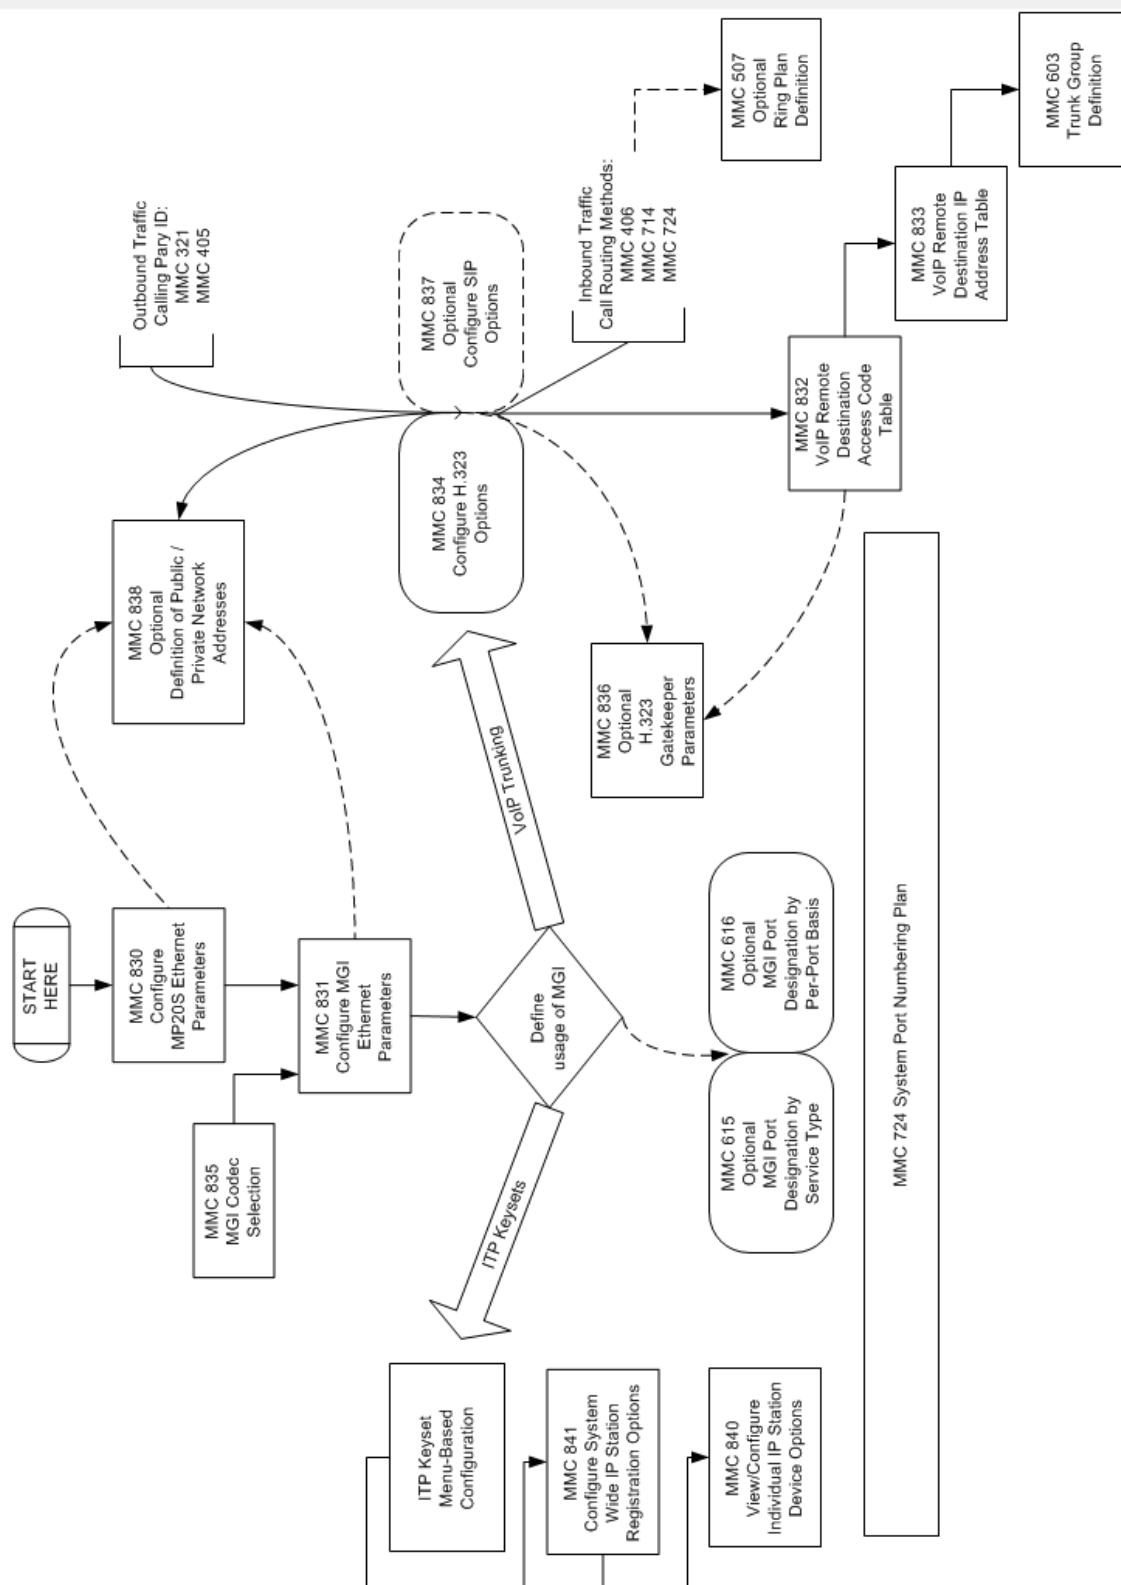 START
HERE
MMC 830
Configure
MP20S Ethernet
Parameters
MMC 835
MGI Codec
Selection
MMC 831
Configure MGI
Ethernet
Parameters
Define
usage of MGI
MMC 838
Optional
Definition of Public /
Private Network
Addresses
Outbound Traffic
Calling Pary ID:
MMC 321
MMC 405
VoIP Trunking
MMC 834
Configure H.323
Options
MMC 837
Optional
Configure SIP
Options
Inbound Traffic
Call Routing Methods:
MMC 406
MMC 714
MMC 724
MMC 507
Optional
Ring Plan
Definition
MMC 836
Optional
H.323
Gatekeeper
Parameters
MMC 832
VoIP Remote
Destination
Access Code
Table
MMC 833
VoIP Remote
Destination IP
Address Table
MMC 603
Trunk Group
Definition
ITP Keysets
ITP Keyset
Menu-Based
Configuration
MMC 841
Configure System
Wide IP Station
Registration Options
MMC 840
View/Configure
Individual IP Station
Device Options
MMC 615
Optional
MGI Port
Designation by
Service Type
MMC 616
Optional
MGI Port
Designation by
Per-Port Basis
MMC 724 System Port Numbering Plan